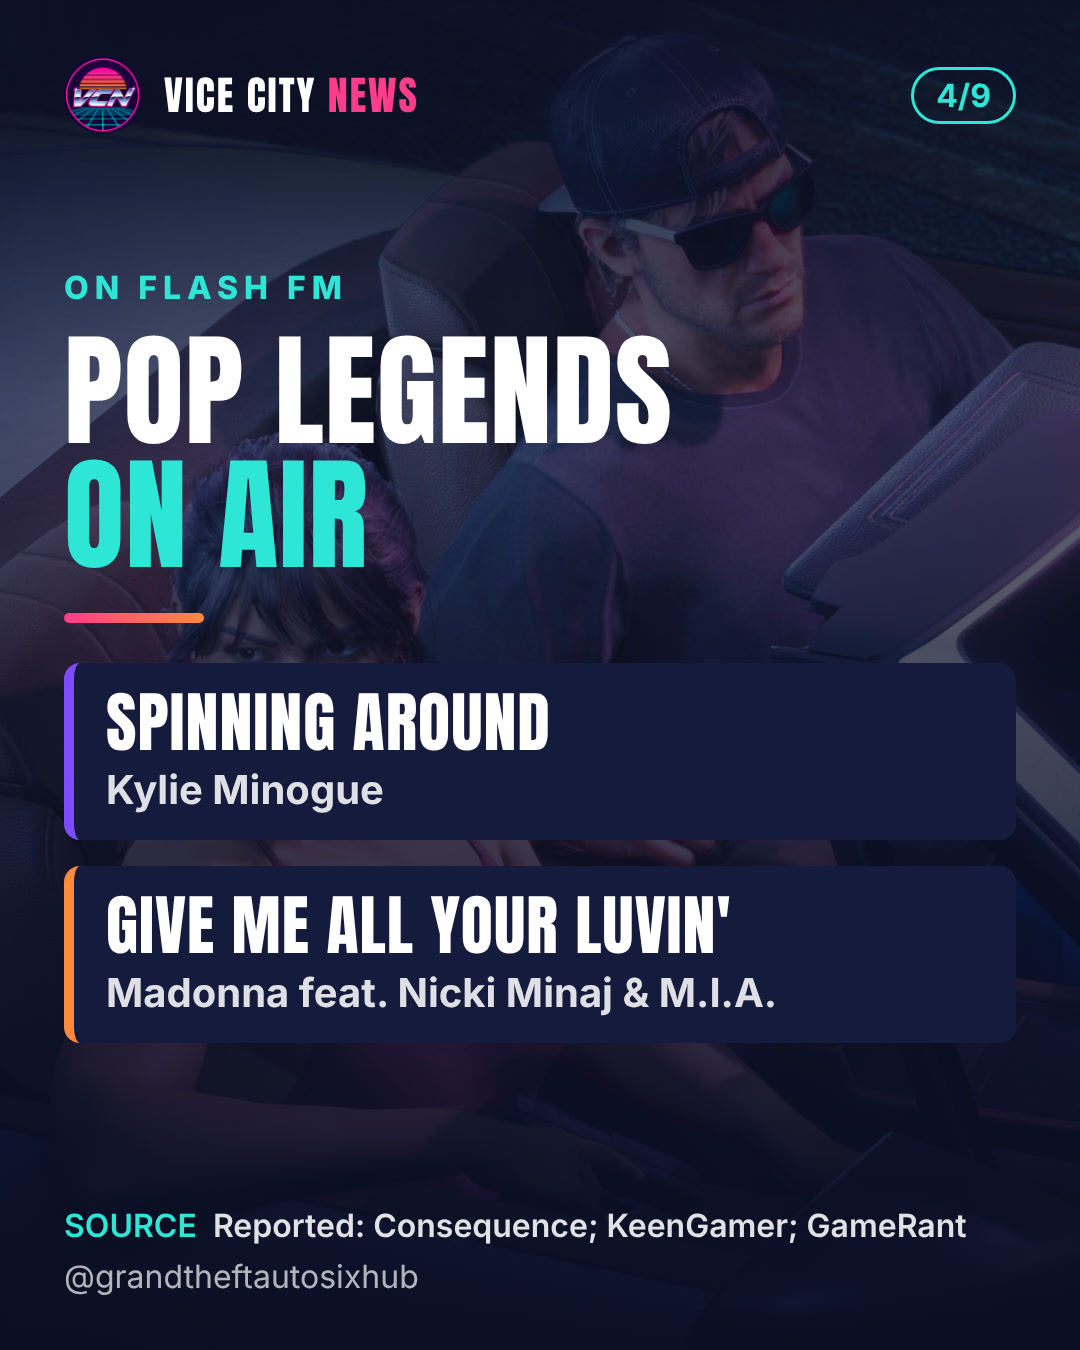 VCN
VICE CITY NEWS
4/9
ON FLASH FM
POP LEGENDS
ON AIR
SPINNING AROUND
Kylie Minogue
GIVE ME ALL YOUR LUVIN'
Madonna feat. Nicki Minaj & M.I.A.
SOURCE Reported: Consequence; KeenGamer; GameRant
@grandtheftautosixhub